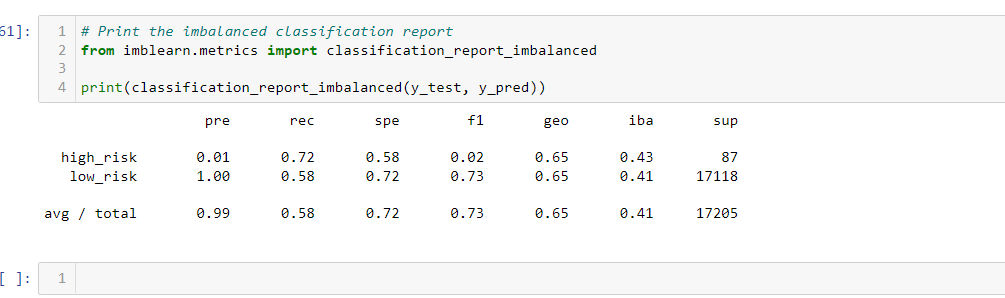 61]: 1 # Print the imbalanced classification report
2 from imblearn.metrics import classification_report_imbalanced
3
4 print(classification_report_imbalanced(y_test, y_pred))
pre rec spe f1 geo iba sup
high_risk 0.01 0.72 0.58 0.02 0.65 0.43 87
low_risk 1.00 0.58 0.72 0.73 0.65 0.41 17118
avg / total 0.99 0.58 0.72 0.73 0.65 0.41 17205
[ ]: 1